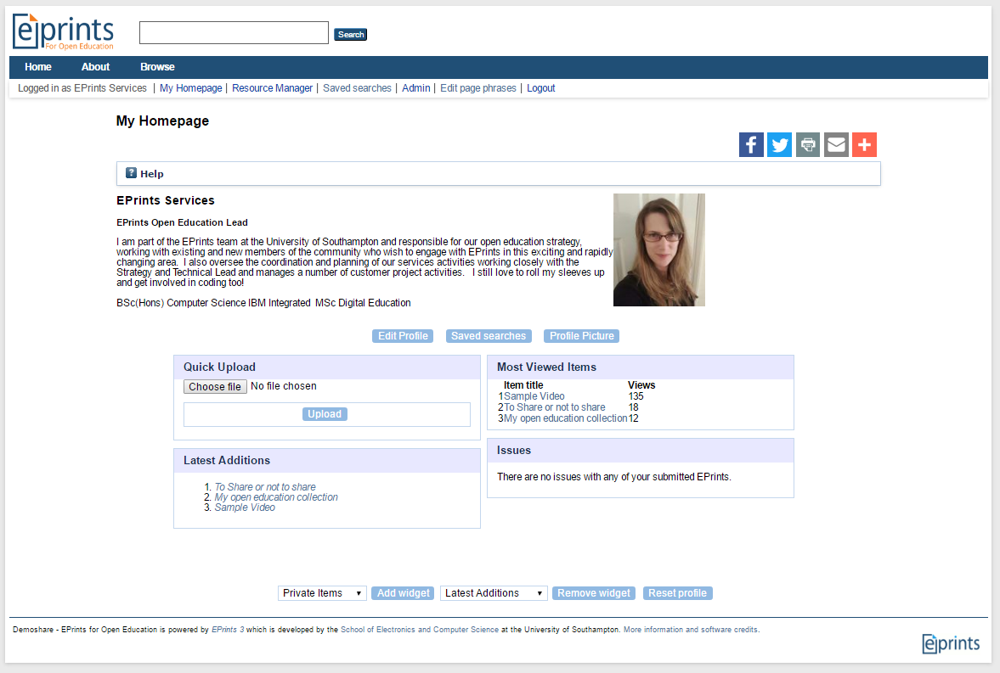 eprints
For Open Education
Search
Home About Browse
Logged in as EPrints Services | My Homepage | Resource Manager | Saved searches | Admin | Edit page phrases | Logout
My Homepage
? Help
EPrints Services
EPrints Open Education Lead
I am part of the EPrints team at the University of Southampton and responsible for our open education strategy,
working with existing and new members of the community who wish to engage with EPrints in this exciting and rapidly
changing area. I also oversee the coordination and planning of our services activities working closely with the
Strategy and Technical Lead and manages a number of customer project activities. I still love to roll my sleeves up
and get involved in coding too!
BSc(Hons) Computer Science IBM Integrated MSc Digital Education
Edit Profile Saved searches Profile Picture
Quick Upload
Choose file No file chosen
Upload
Latest Additions
1. To Share or not to share
2. My open education collection
3. Sample Video
Most Viewed Items
Item title Views
1 Sample Video 135
2 To Share or not to share 18
3 My open education collection 12
Issues
There are no issues with any of your submitted EPrints.
Private Items Add widget Latest Additions Remove widget Reset profile
Demoshare - EPrints for Open Education is powered by EPrints 3 which is developed by the School of Electronics and Computer Science at the University of Southampton. More information and software credits.
eprints